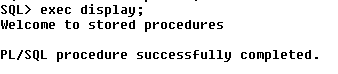 SQL> exec display;
Welcome to stored procedures
PL/SQL procedure successfully completed.